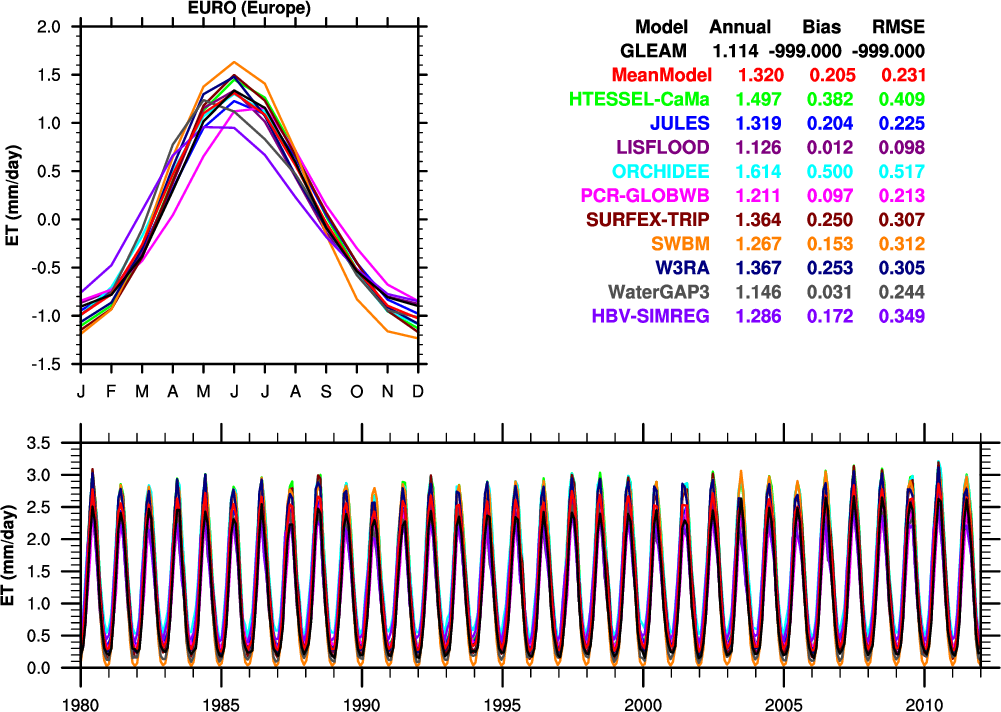 EURO (Europe)
2.0
1.5
1.0
0.5
0.0
-0.5
-1.0
-1.5
ET (mm/day)
J F M A M J J A S O N D
Model Annual Bias RMSE
GLEAM 1.114 -999.000 -999.000
MeanModel 1.320 0.205 0.231
HTESSEL-CaMa 1.497 0.382 0.409
JULES 1.319 0.204 0.225
LISFLOOD 1.126 0.012 0.098
ORCHIDEE 1.614 0.500 0.517
PCR-GLOBWB 1.211 0.097 0.213
SURFEX-TRIP 1.364 0.250 0.307
SWBM 1.267 0.153 0.312
W3RA 1.367 0.253 0.305
WaterGAP3 1.146 0.031 0.244
HBV-SIMREG 1.286 0.172 0.349
3.5
3.0
2.5
2.0
1.5
1.0
0.5
0.0
ET (mm/day)
1980 1985 1990 1995 2000 2005 2010